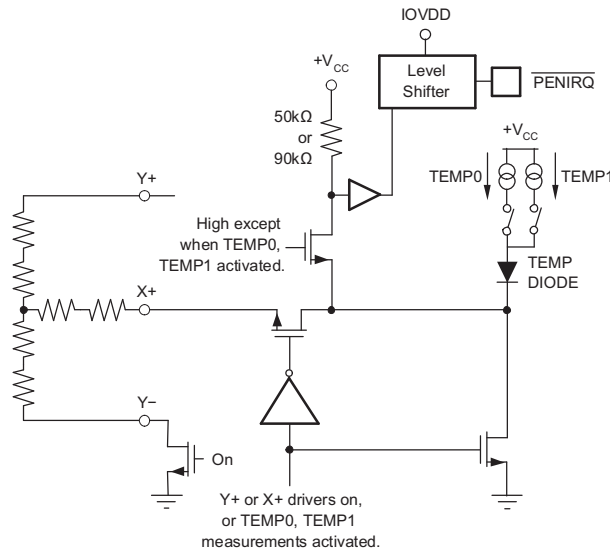 IOVDD
+VCC
Level
Shifter
PENIRQ
50kΩ
or
90kΩ
+VCC
TEMP0
TEMP1
Y+
High except
when TEMP0,
TEMP1 activated.
TEMP
DIODE
X+
Y−
On
Y+ or X+ drivers on,
or TEMP0, TEMP1
measurements activated.